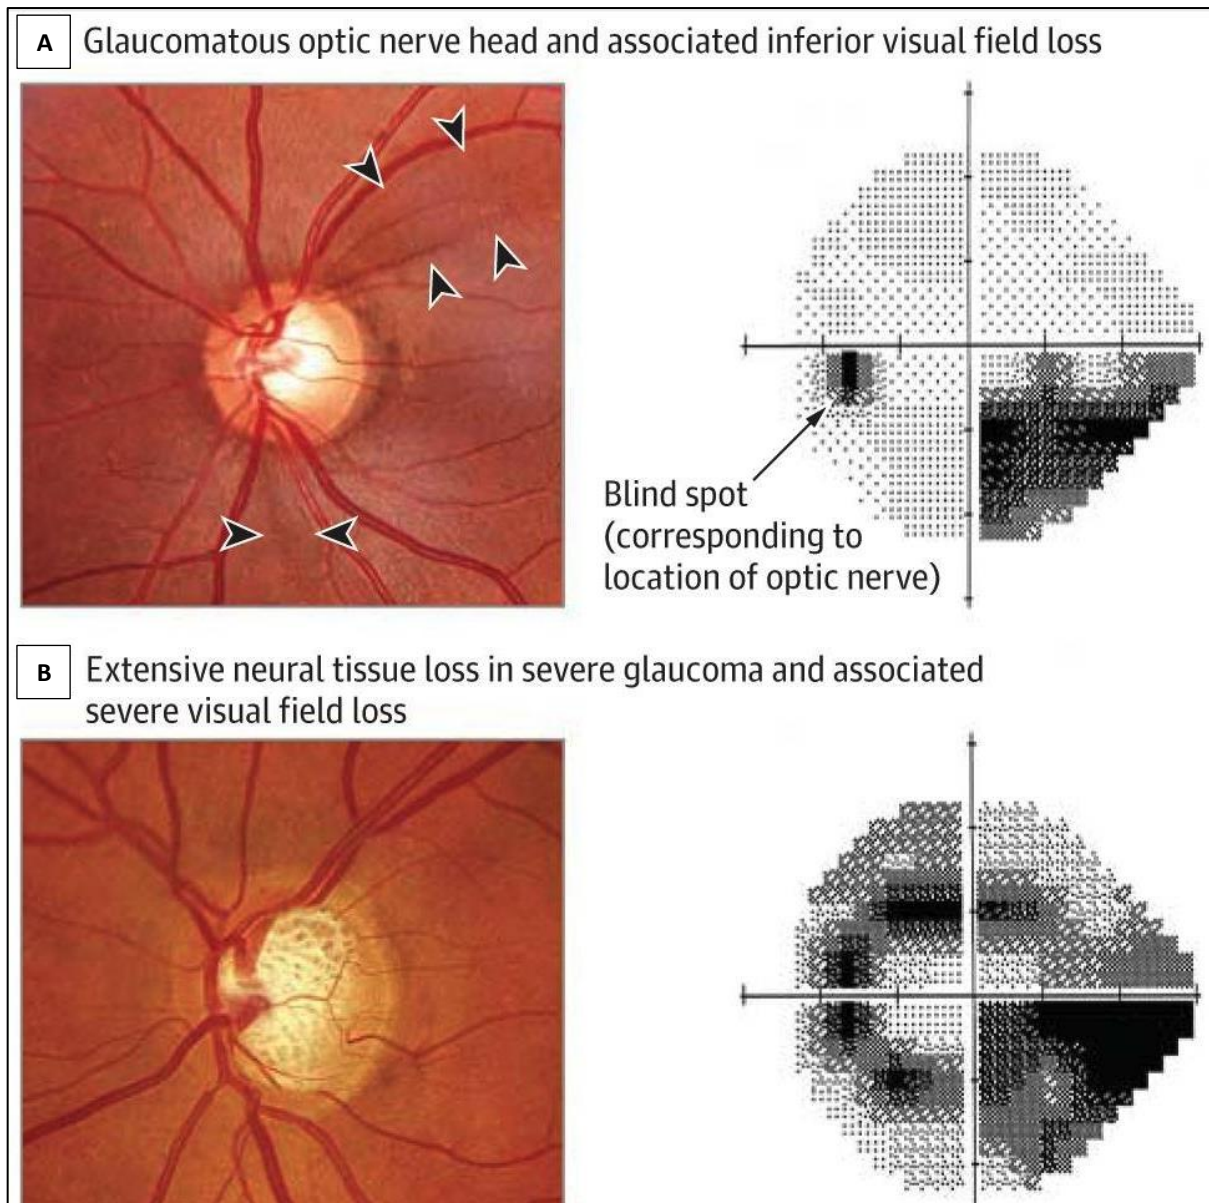 A Glaucomatous optic nerve head and associated inferior visual field loss
Blind spot
(corresponding to
location of optic nerve)
B Extensive neural tissue loss in severe glaucoma and associated
severe visual field loss